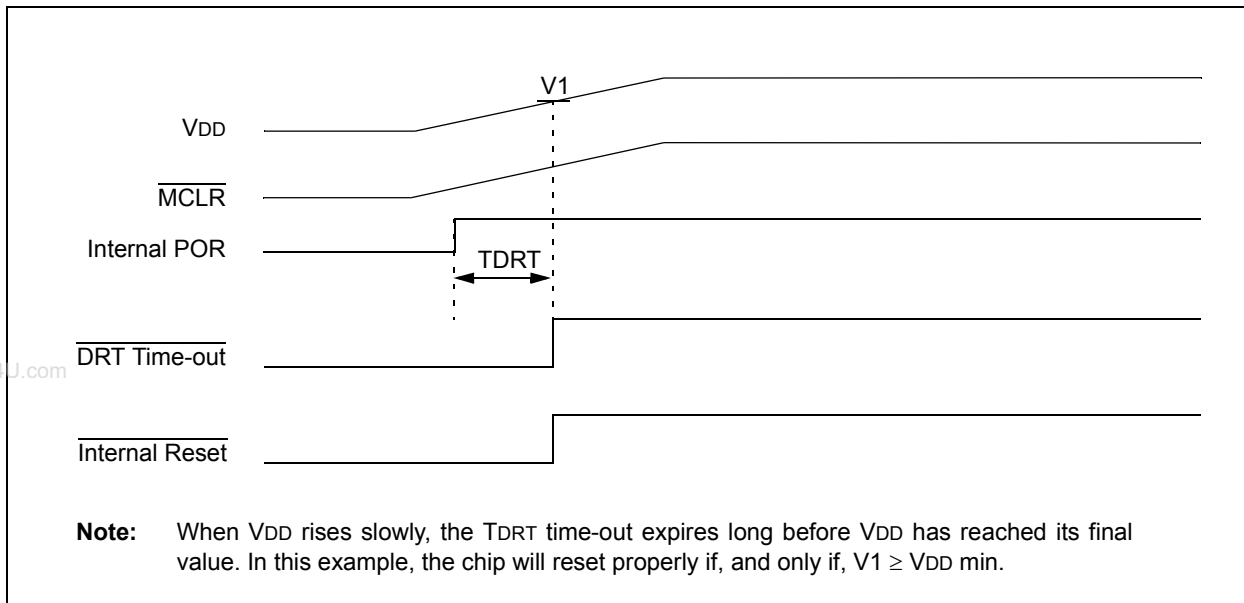 V1
VDD
MCLR
Internal POR
TDRT
DRT Time-out
4U.com
Internal Reset
Note: When VDD rises slowly, the TDRT time-out expires long before VDD has reached its final
value. In this example, the chip will reset properly if, and only if, V1 ≥ VDD min.